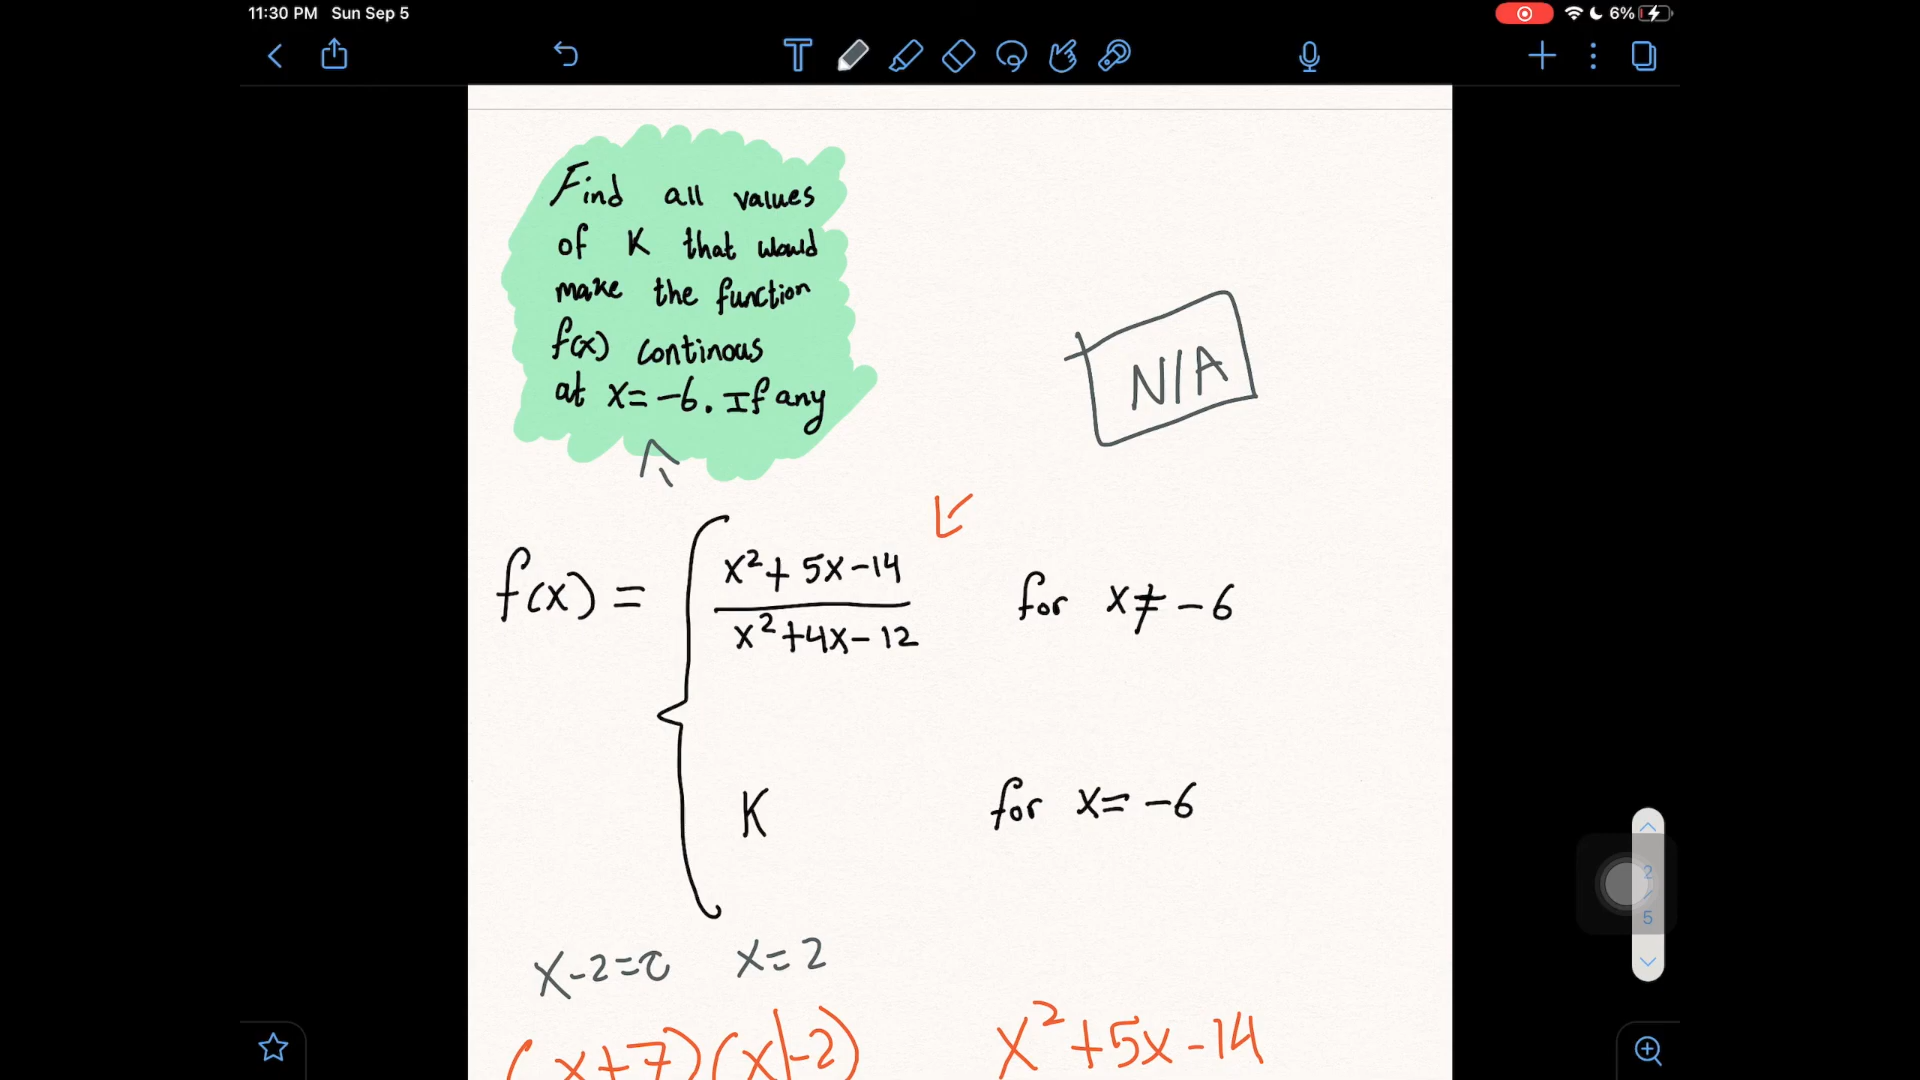 11:30 PM Sun Sep 5
6%
T
Find all values
of K that would
make the function
f(x) continous
at x=-6. If any
N/A
f(x) = { x²+5x-14 / x²+4x-12 for x≠-6
K for x=-6
2/5
x-2=0 x=2
(x+7)(x-2) x²+5x-14